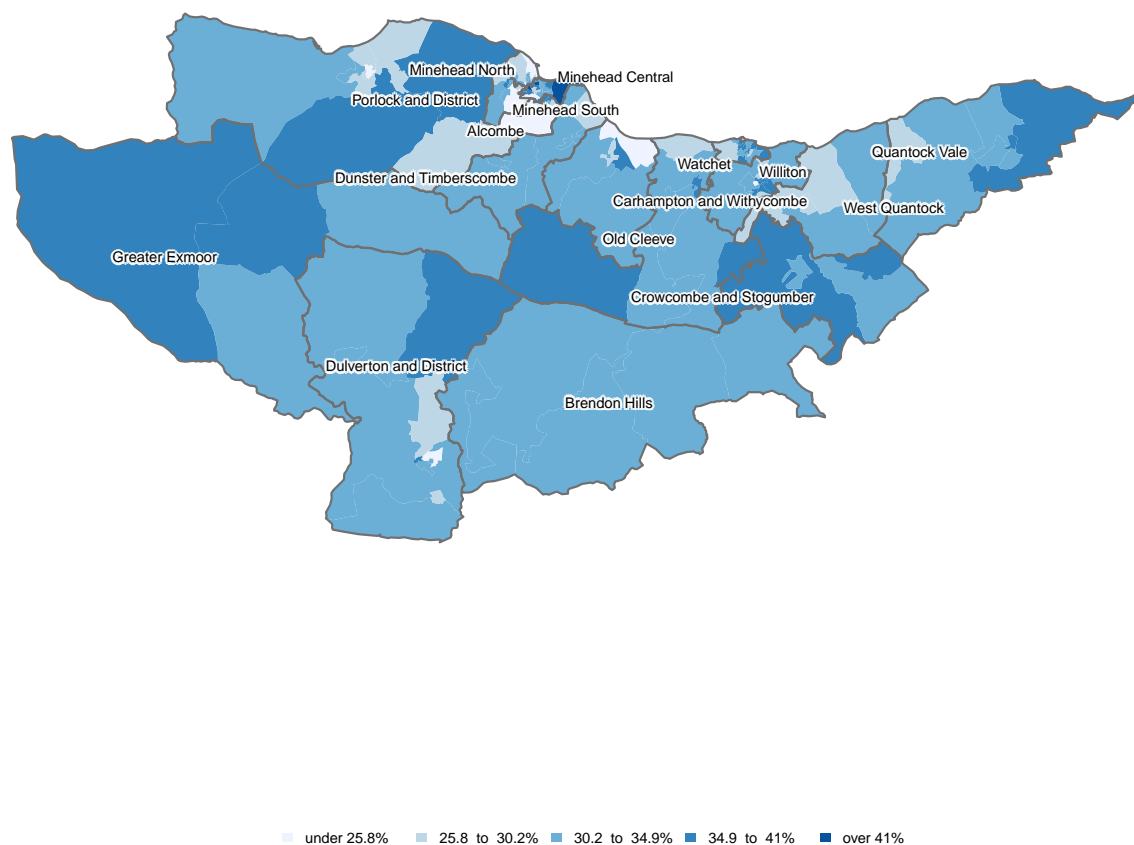 Minehead North
Minehead Central
Porlock and District
Minehead South
Alcombe
Quantock Vale
Watchet
Williton
Dunster and Timberscombe
Carhampton and Withycombe
West Quantock
Old Cleeve
Greater Exmoor
Crowcombe and Stogumber
Dulverton and District
Brendon Hills
under 25.8% 25.8 to 30.2% 30.2 to 34.9% 34.9 to 41% over 41%